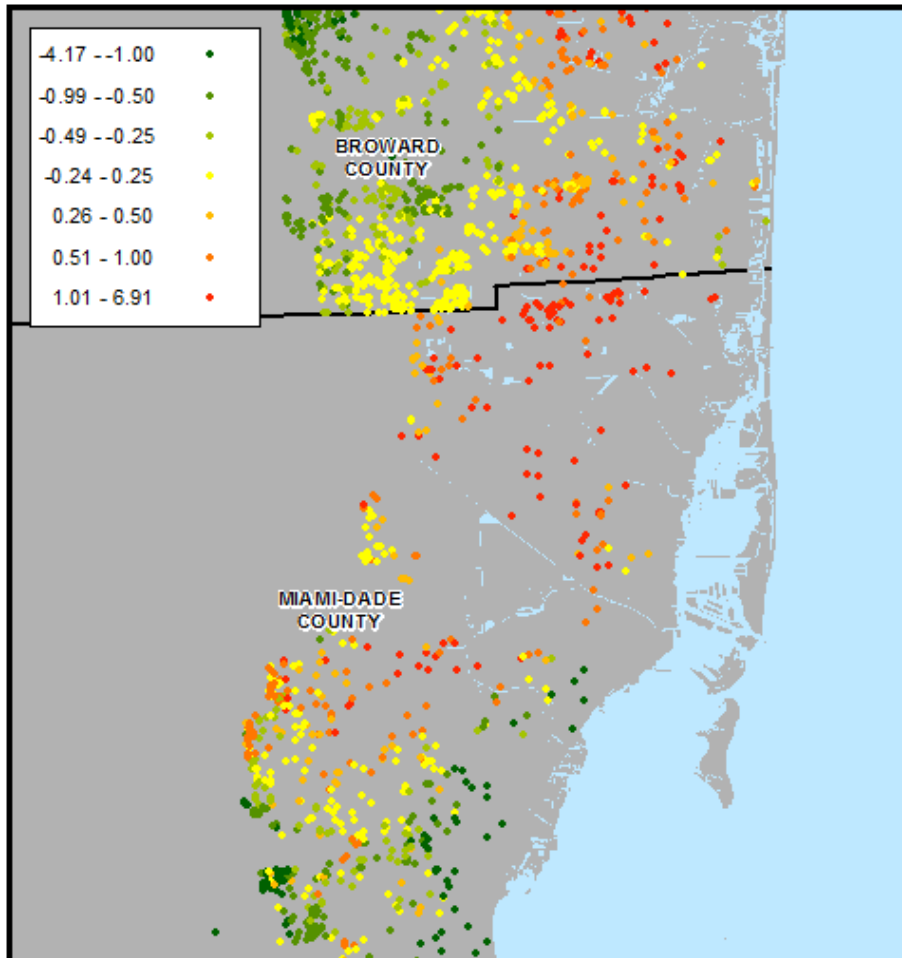 -4.17 - -1.00
-0.99 - -0.50
-0.49 - -0.25
-0.24 - 0.25
0.26 - 0.50
0.51 - 1.00
1.01 - 6.91
BROWARD
COUNTY
MIAMI-DADE
COUNTY